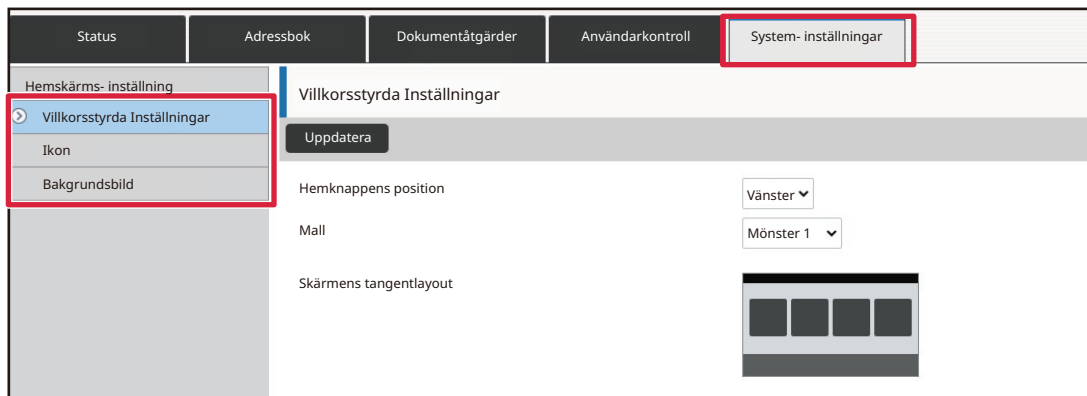 Status
Adressbok
Dokumentåtgärder
Användarkontroll
System- inställningar
Hemskärms- inställning
Villkorsstyrda Inställningar
Ikon
Bakgrundsbild
Villkorsstyrda Inställningar
Uppdatera
Hemknappens position
Vänster
Mall
Mönster 1
Skärmens tangentlayout